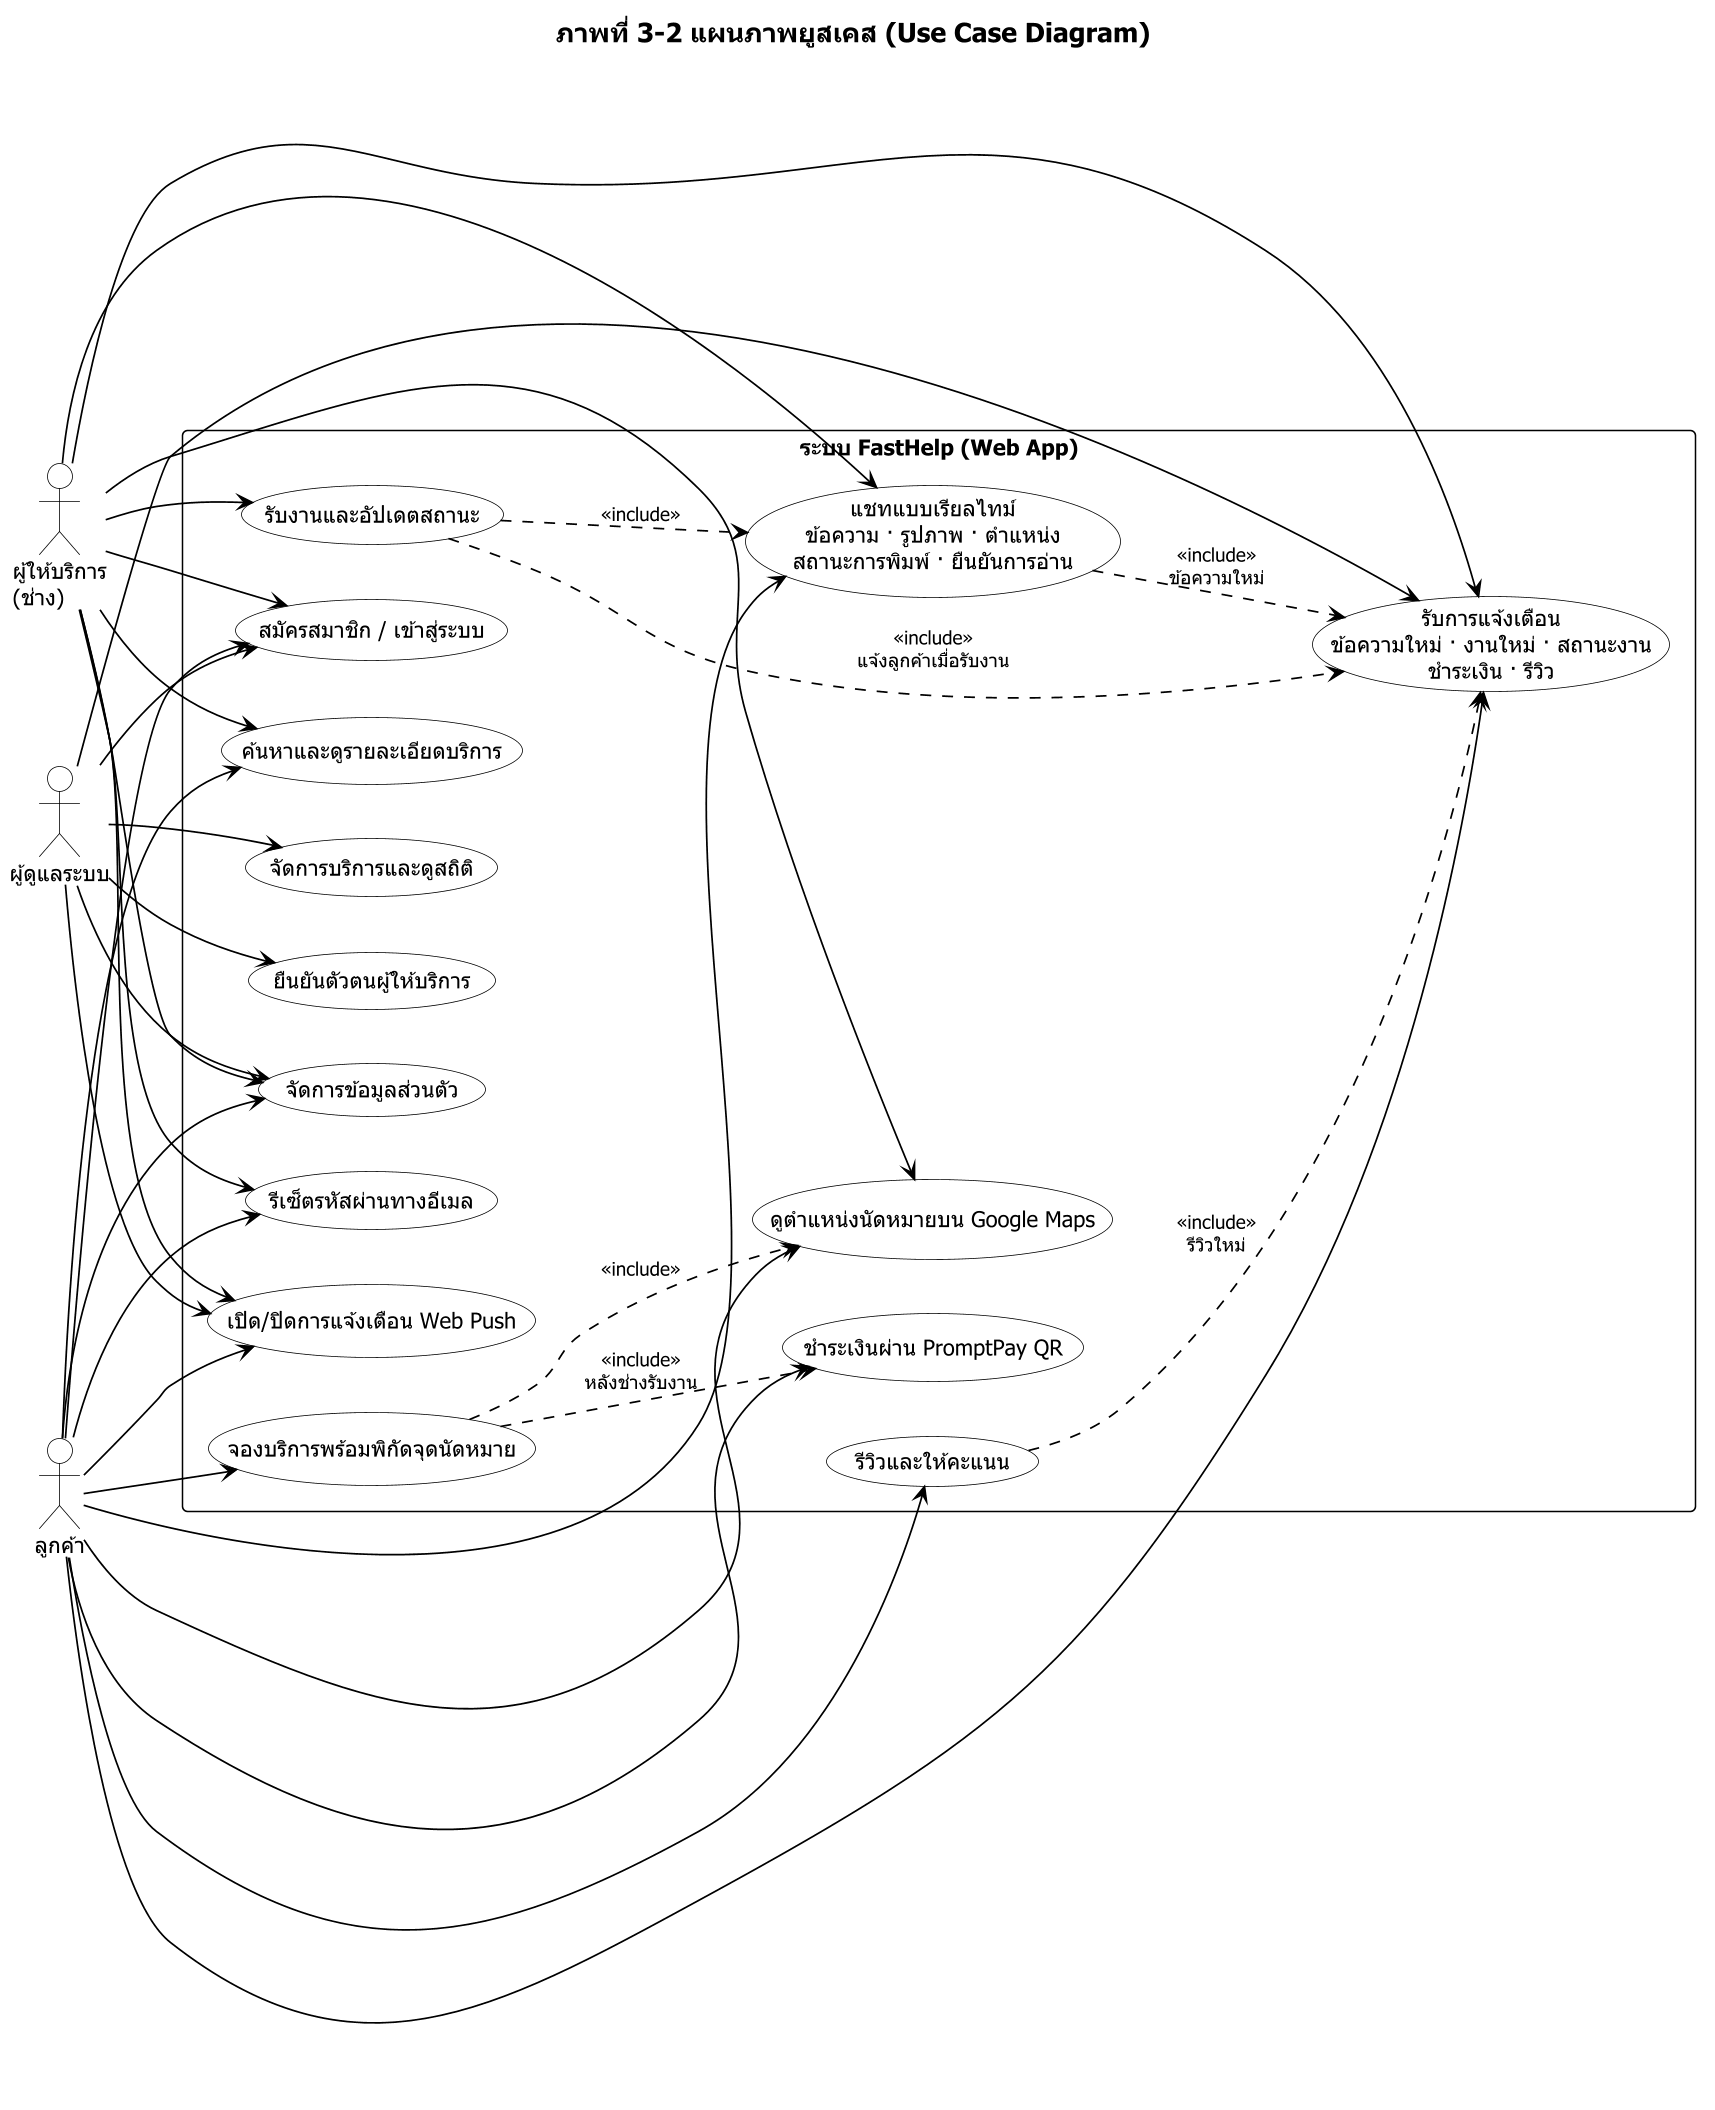 ภาพที่ 3-2 แผนภาพยูสเคส (Use Case Diagram)
ระบบ FastHelp (Web App)
ผู้ให้บริการ
(ช่าง)
ผู้ดูแลระบบ
ลูกค้า
รับงานและอัปเดตสถานะ
สมัครสมาชิก / เข้าสู่ระบบ
ค้นหาและดูรายละเอียดบริการ
จัดการบริการและดูสถิติ
ยืนยันตัวตนผู้ให้บริการ
จัดการข้อมูลส่วนตัว
รีเซ็ตรหัสผ่านทางอีเมล
เปิด/ปิดการแจ้งเตือน Web Push
จองบริการพร้อมพิกัดจุดนัดหมาย
«include»
«include»
แจ้งลูกค้าเมื่อรับงาน
«include»
«include»
หลังช่างรับงาน
แชทแบบเรียลไทม์
ข้อความ · รูปภาพ · ตำแหน่ง
สถานะการพิมพ์ · ยืนยันการอ่าน
ดูตำแหน่งนัดหมายบน Google Maps
ชำระเงินผ่าน PromptPay QR
รีวิวและให้คะแนน
«include»
ข้อความใหม่
«include»
รีวิวใหม่
รับการแจ้งเตือน
ข้อความใหม่ · งานใหม่ · สถานะงาน
ชำระเงิน · รีวิว